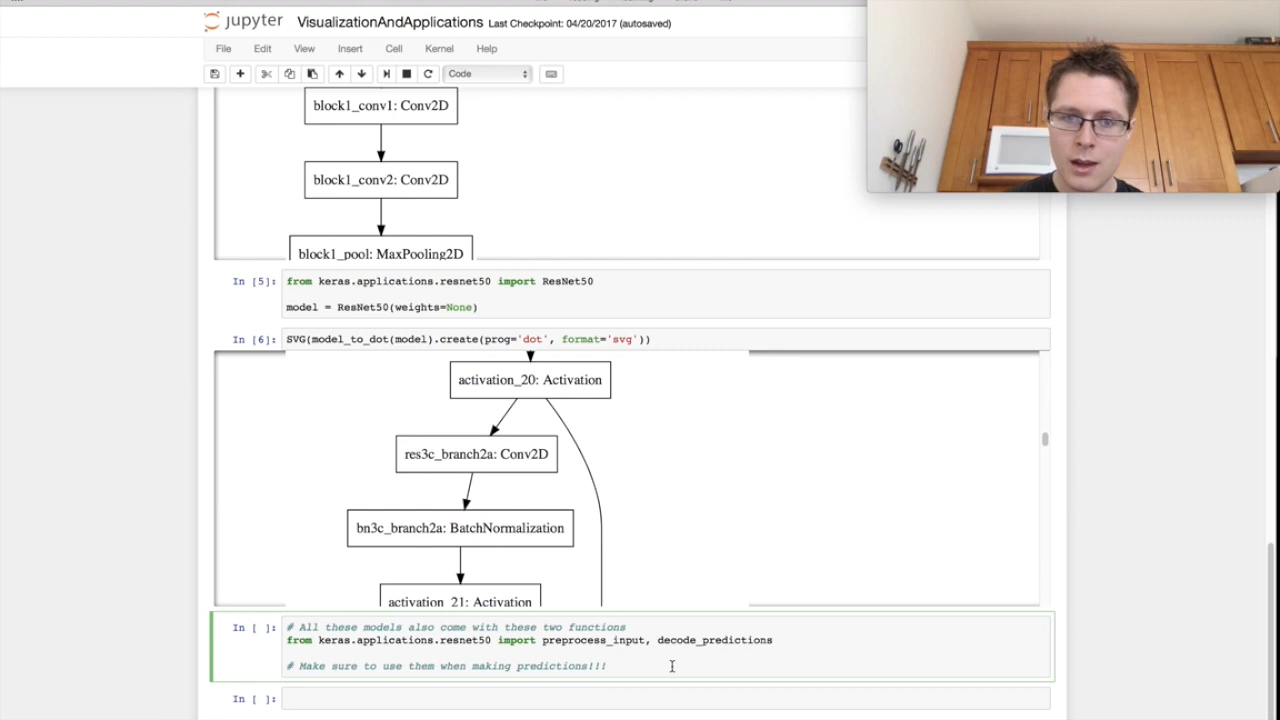 jupyter VisualizationAndApplications Last Checkpoint: 04/20/2017 (autosaved)
File Edit View Insert Cell Kernel Help
Code
block1_conv1: Conv2D
block1_conv2: Conv2D
block1_pool: MaxPooling2D
In [5]: from keras.applications.resnet50 import ResNet50
model = ResNet50(weights=None)
In [6]: SVG(model_to_dot(model).create(prog='dot', format='svg'))
activation_20: Activation
res3c_branch2a: Conv2D
bn3c_branch2a: BatchNormalization
activation_21: Activation
In [ ]: # All these models also come with these two functions
from keras.applications.resnet50 import preprocess_input, decode_predictions
# Make sure to use them when making predictions!!!
In [ ]: